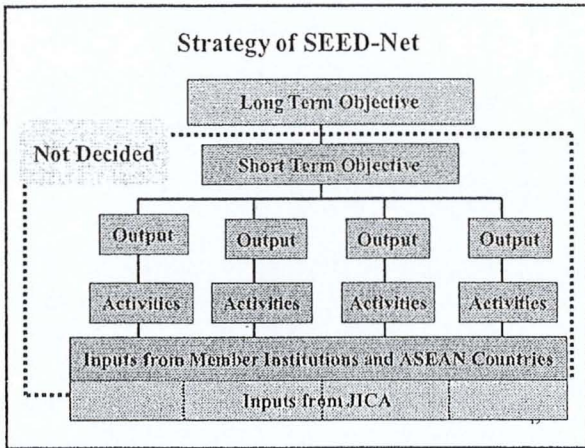 Strategy of SEED-Net
Long Term Objective
Not Decided
Short Term Objective
Output Output Output Output
Activities Activities Activities Activities
Inputs from Member Institutions and ASEAN Countries
Inputs from JICA